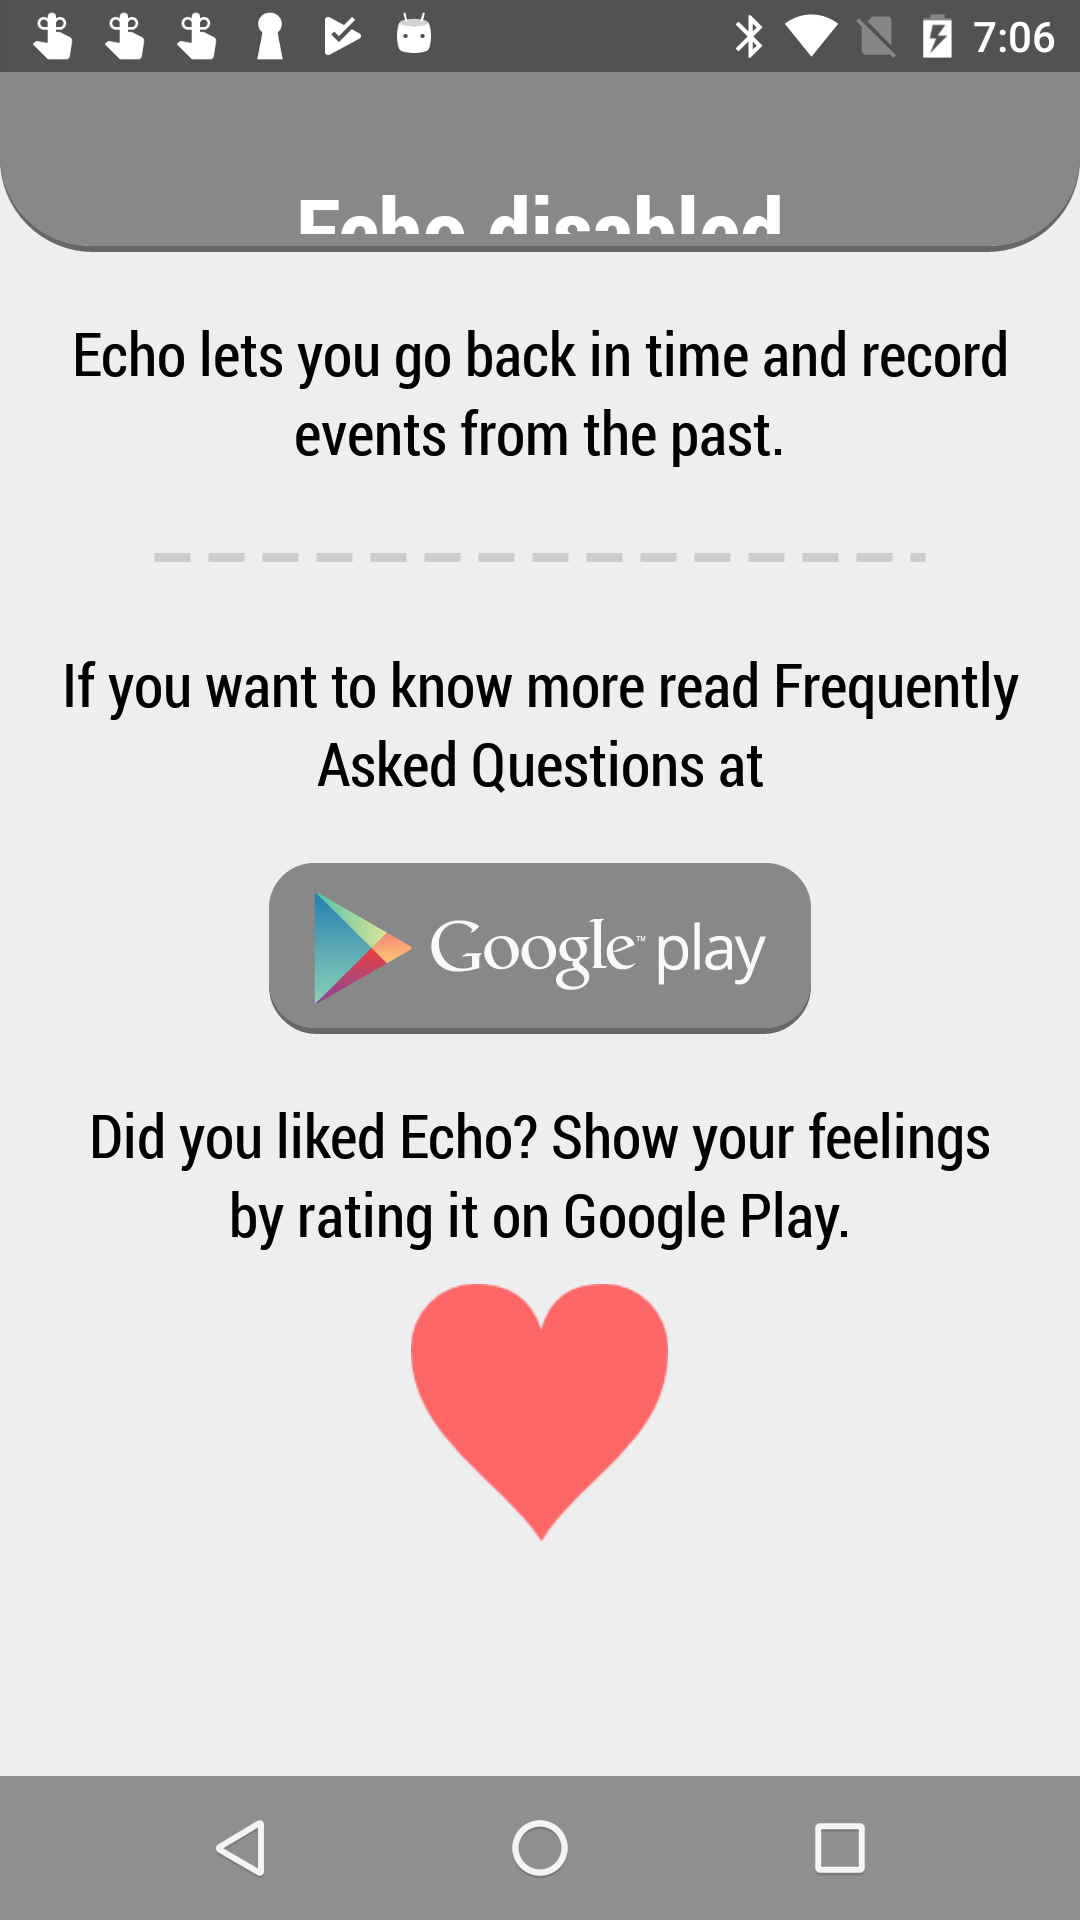 7:06
Echo disabled
Echo lets you go back in time and record
events from the past.
If you want to know more read Frequently
Asked Questions at
Google™ play
Did you liked Echo? Show your feelings
by rating it on Google Play.